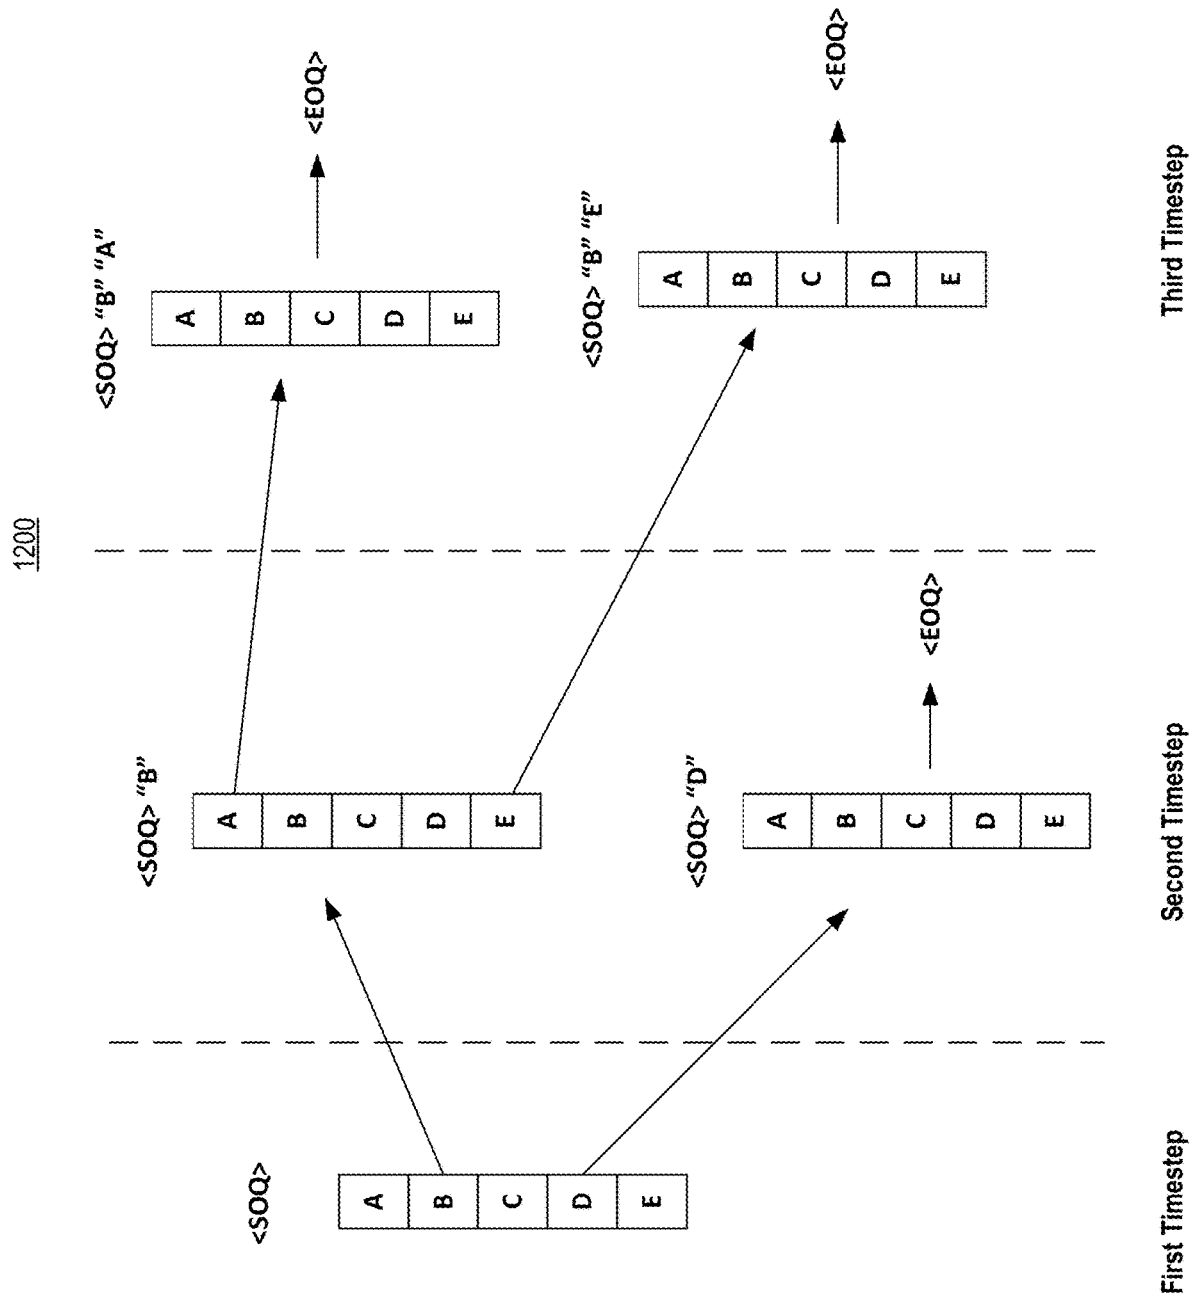 1200
<SOQ>
A
B
C
D
E
First Timestep
<SOQ> “B”
A
B
C
D
E
<SOQ> “D”
A
B
C
D
E
<EOQ>
Second Timestep
<SOQ> “B” “A”
A
B
C
D
E
<EOQ>
<SOQ> “B” “E”
A
B
C
D
E
<EOQ>
Third Timestep